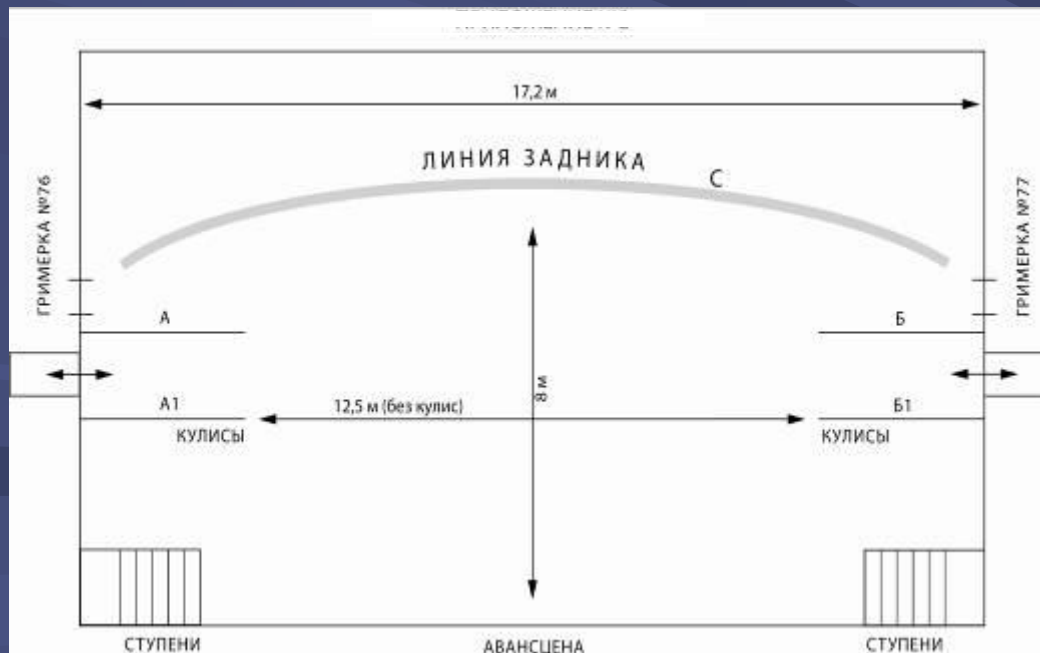 17,2 м
ЛИНИЯ ЗАДНИКА
С
ГРИМЕРКА №76
ГРИМЕРКА №77
А
Б
8 м
А1
12,5 м (без кулис)
Б1
КУЛИСЫ
КУЛИСЫ
СТУПЕНИ
АВАНСЦЕНА
СТУПЕНИ